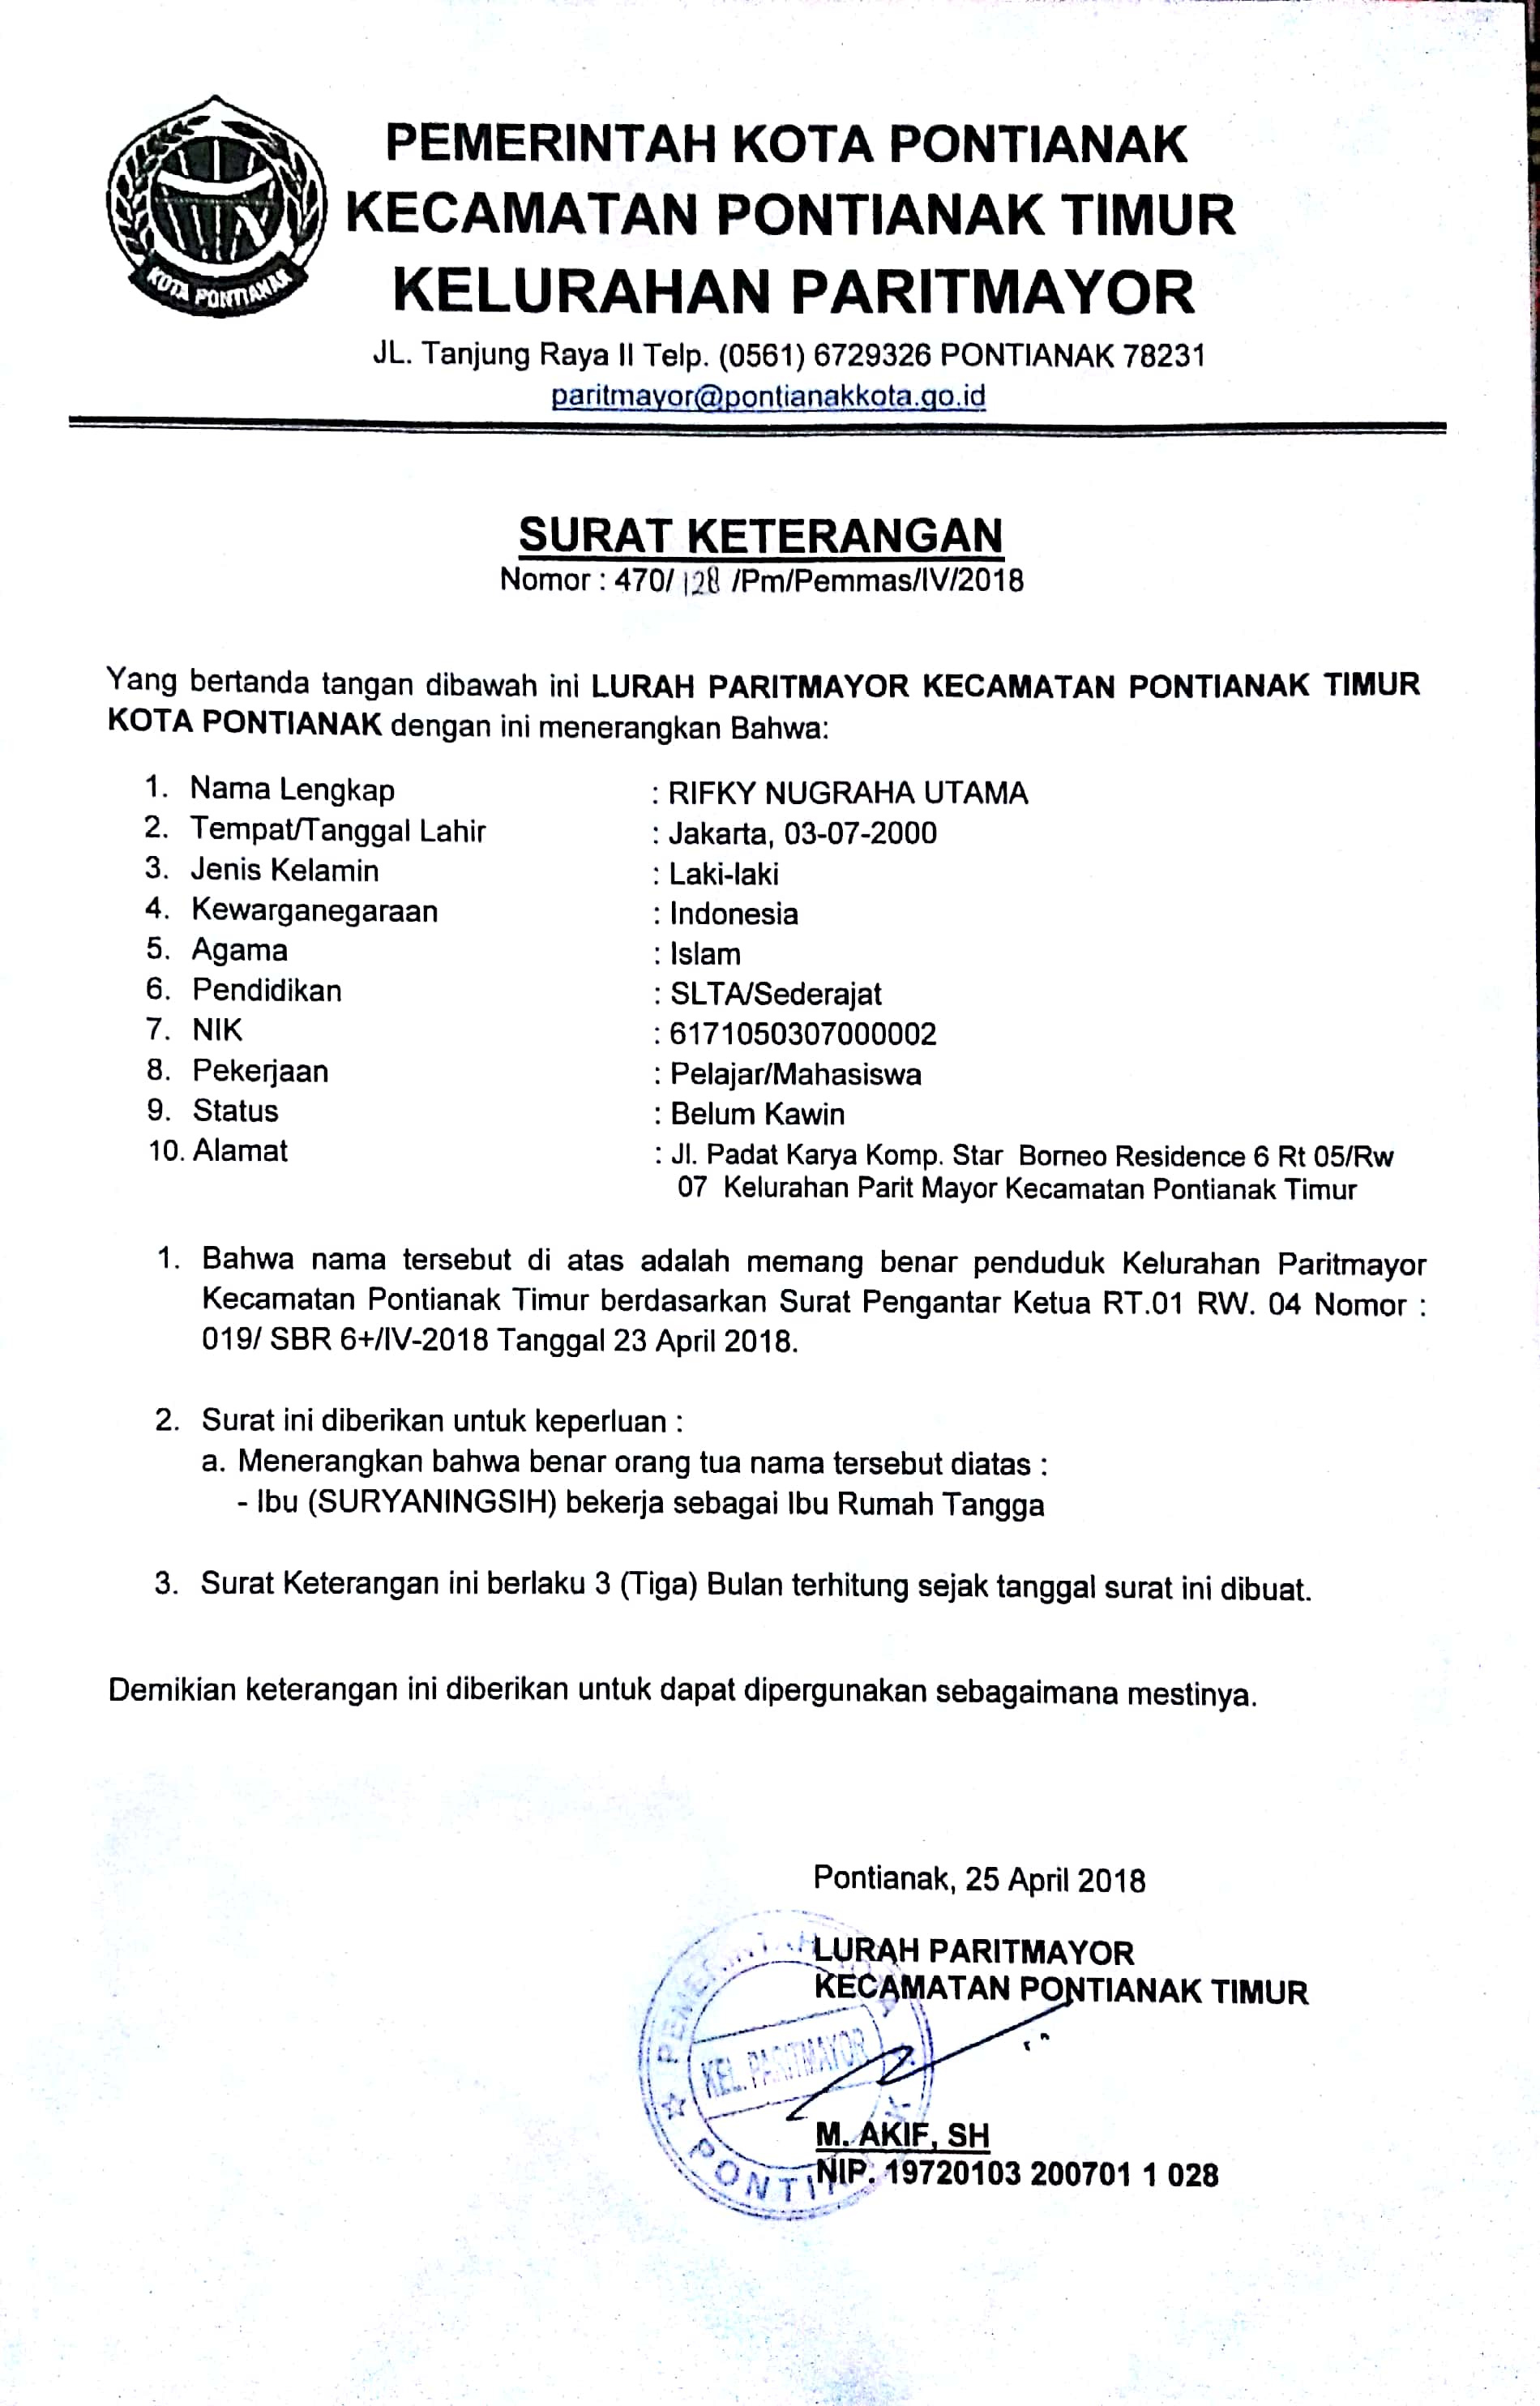 PEMERINTAH KOTA PONTIANAK
KECAMATAN PONTIANAK TIMUR
KELURAHAN PARITMAYOR
KOTA PONTIANAK
JL. Tanjung Raya II Telp. (0561) 6729326 PONTIANAK 78231
paritmayor@pontianakkota.go.id
SURAT KETERANGAN
Nomor : 470/ 128 /Pm/Pemmas/IV/2018
Yang bertanda tangan dibawah ini LURAH PARITMAYOR KECAMATAN PONTIANAK TIMUR
KOTA PONTIANAK dengan ini menerangkan Bahwa:
1. Nama Lengkap : RIFKY NUGRAHA UTAMA
2. Tempat/Tanggal Lahir : Jakarta, 03-07-2000
3. Jenis Kelamin : Laki-laki
4. Kewarganegaraan : Indonesia
5. Agama : Islam
6. Pendidikan : SLTA/Sederajat
7. NIK : 6171050307000002
8. Pekerjaan : Pelajar/Mahasiswa
9. Status : Belum Kawin
10. Alamat : Jl. Padat Karya Komp. Star Borneo Residence 6 Rt 05/Rw
07 Kelurahan Parit Mayor Kecamatan Pontianak Timur
1. Bahwa nama tersebut di atas adalah memang benar penduduk Kelurahan Paritmayor
Kecamatan Pontianak Timur berdasarkan Surat Pengantar Ketua RT.01 RW. 04 Nomor :
019/ SBR 6+/IV-2018 Tanggal 23 April 2018.
2. Surat ini diberikan untuk keperluan :
a. Menerangkan bahwa benar orang tua nama tersebut diatas :
- Ibu (SURYANINGSIH) bekerja sebagai Ibu Rumah Tangga
3. Surat Keterangan ini berlaku 3 (Tiga) Bulan terhitung sejak tanggal surat ini dibuat.
Demikian keterangan ini diberikan untuk dapat dipergunakan sebagaimana mestinya.
Pontianak, 25 April 2018
LURAH PARITMAYOR
KECAMATAN PONTIANAK TIMUR
KEL. PARITMAYOR
M. AKIF, SH
NIP. 19720103 200701 1 028